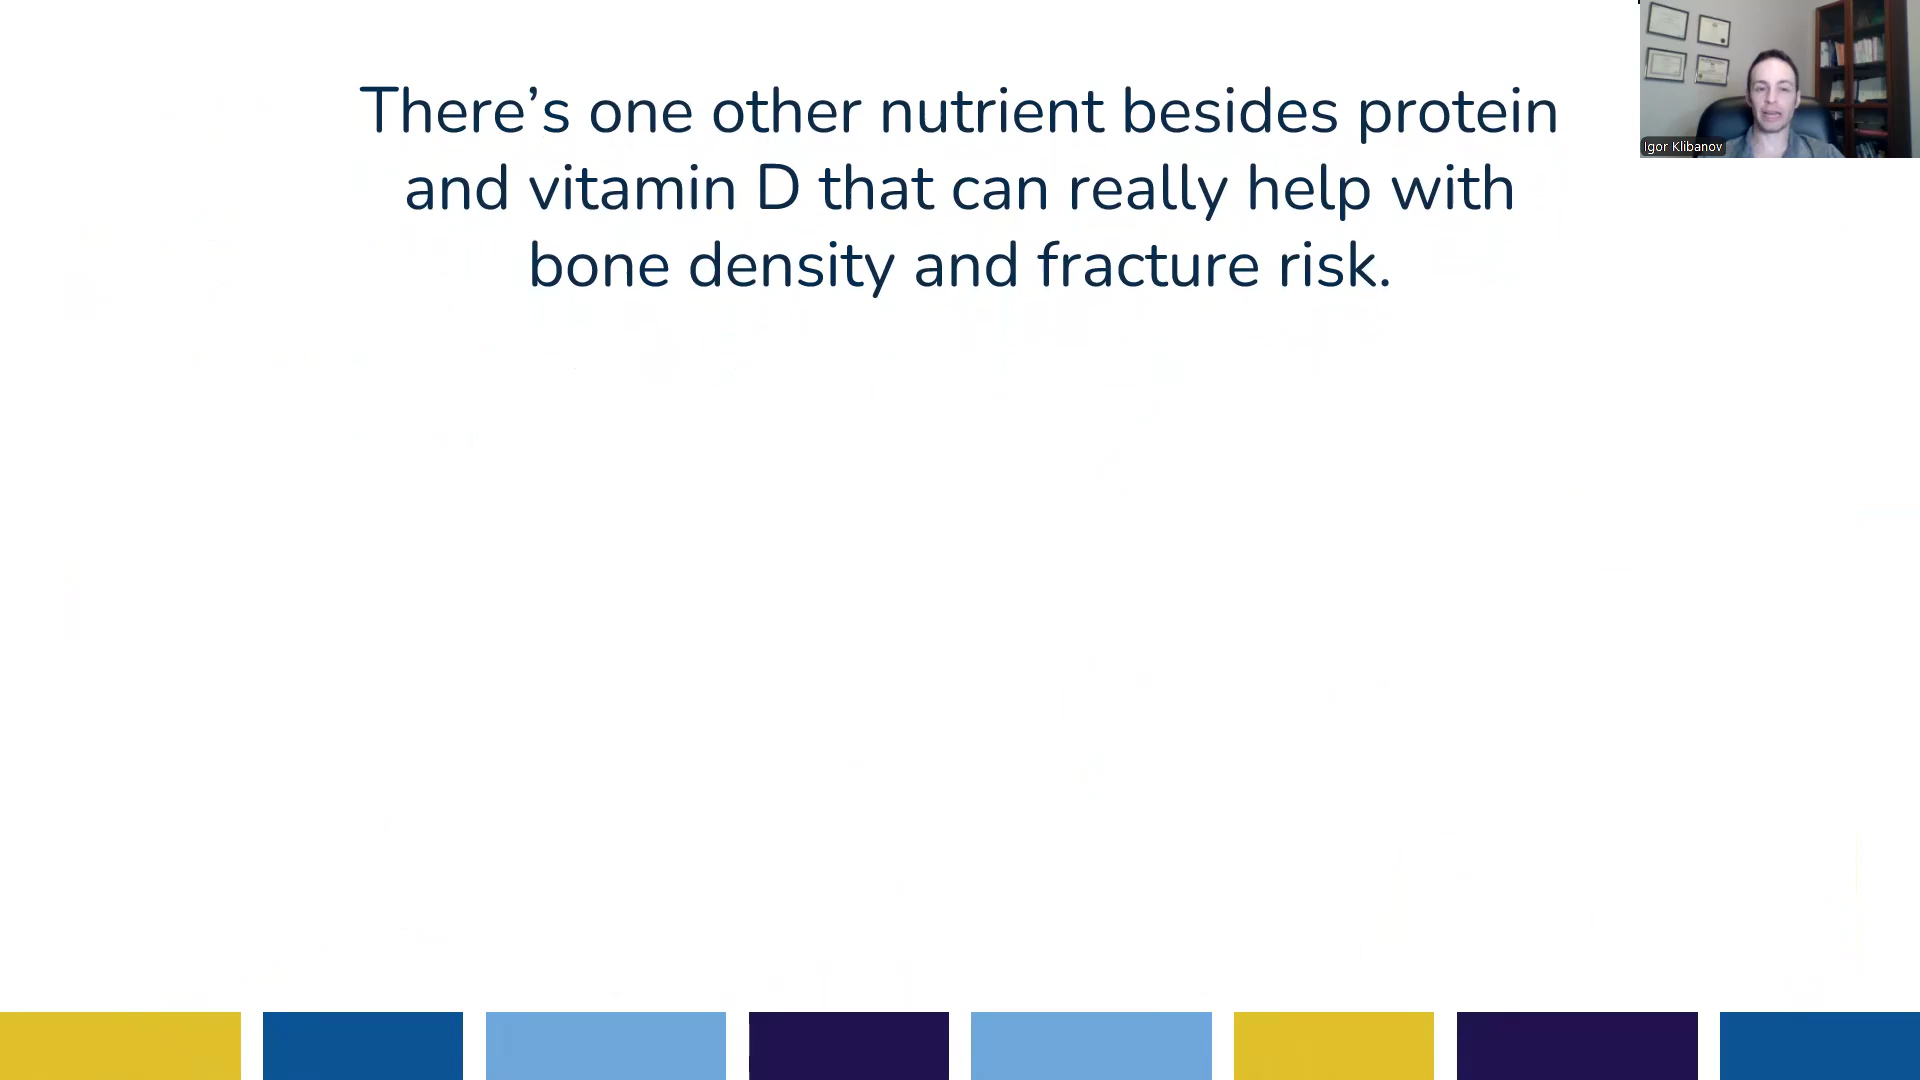 There’s one other nutrient besides protein
and vitamin D that can really help with
bone density and fracture risk.
Igor Klibanov